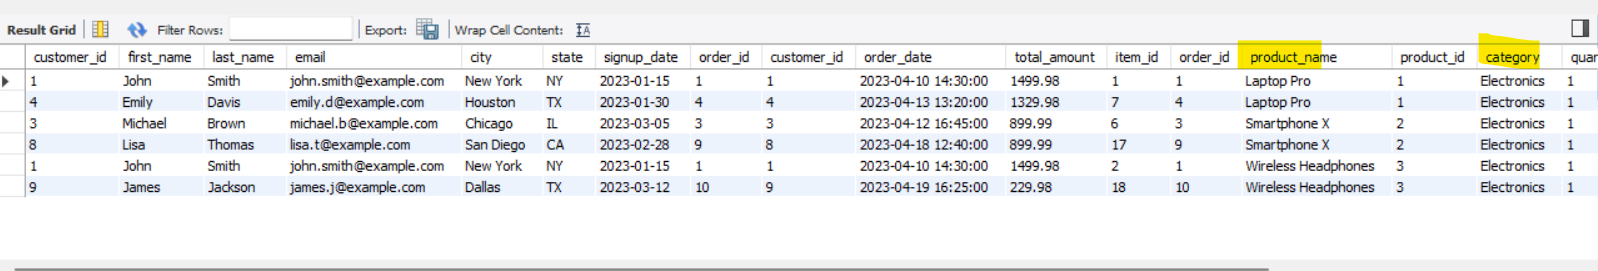 Result Grid Filter Rows: Export: Wrap Cell Content: IA
customer_id first_name last_name email city state signup_date order_id customer_id order_date total_amount item_id order_id product_name product_id category quar
1 John Smith john.smith@example.com New York NY 2023-01-15 1 1 2023-04-10 14:30:00 1499.98 1 1 Laptop Pro 1 Electronics 1
4 Emily Davis emily.d@example.com Houston TX 2023-01-30 4 4 2023-04-13 13:20:00 1329.98 7 4 Laptop Pro 1 Electronics 1
3 Michael Brown michael.b@example.com Chicago IL 2023-03-05 3 3 2023-04-12 16:45:00 899.99 6 3 Smartphone X 2 Electronics 1
8 Lisa Thomas lisa.t@example.com San Diego CA 2023-02-28 9 8 2023-04-18 12:40:00 899.99 17 9 Smartphone X 2 Electronics 1
1 John Smith john.smith@example.com New York NY 2023-01-15 1 1 2023-04-10 14:30:00 1499.98 2 1 Wireless Headphones 3 Electronics 1
9 James Jackson james.j@example.com Dallas TX 2023-03-12 10 9 2023-04-19 16:25:00 229.98 18 10 Wireless Headphones 3 Electronics 1